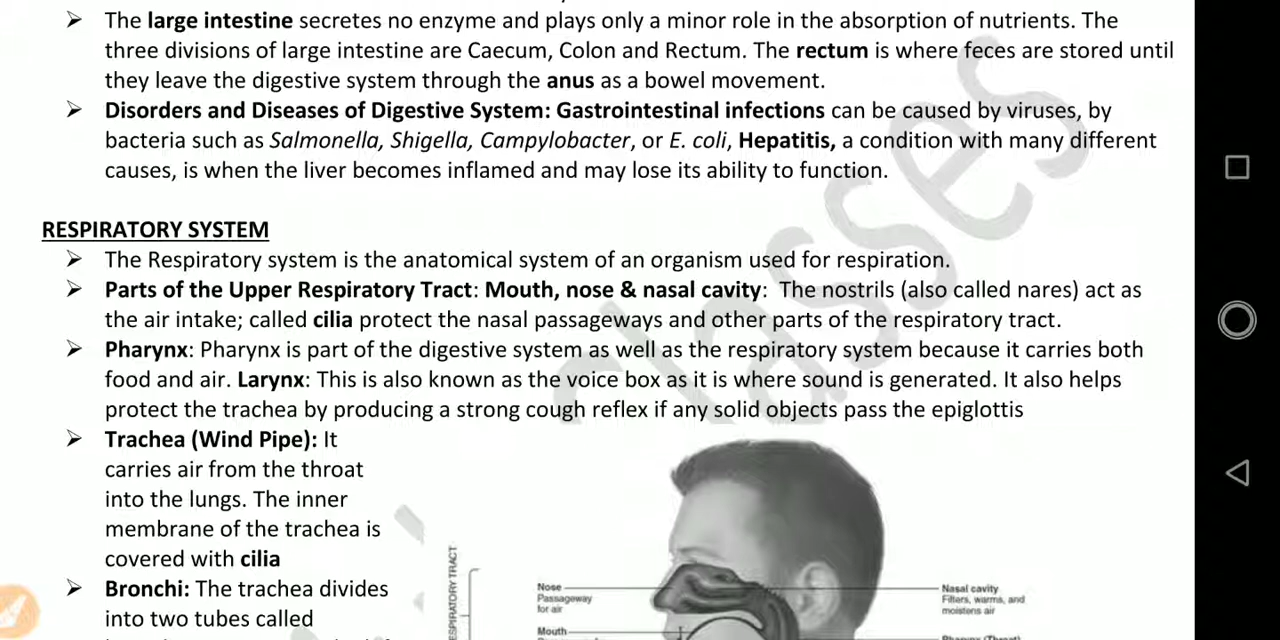 ➢ The large intestine secretes no enzyme and plays only a minor role in the absorption of nutrients. The
three divisions of large intestine are Caecum, Colon and Rectum. The rectum is where feces are stored until
they leave the digestive system through the anus as a bowel movement.
➢ Disorders and Diseases of Digestive System: Gastrointestinal infections can be caused by viruses, by
bacteria such as Salmonella, Shigella, Campylobacter, or E. coli, Hepatitis, a condition with many different
causes, is when the liver becomes inflamed and may lose its ability to function.
RESPIRATORY SYSTEM
➢ The Respiratory system is the anatomical system of an organism used for respiration.
➢ Parts of the Upper Respiratory Tract: Mouth, nose & nasal cavity: The nostrils (also called nares) act as
the air intake; called cilia protect the nasal passageways and other parts of the respiratory tract.
➢ Pharynx: Pharynx is part of the digestive system as well as the respiratory system because it carries both
food and air. Larynx: This is also known as the voice box as it is where sound is generated. It also helps
protect the trachea by producing a strong cough reflex if any solid objects pass the epiglottis
➢ Trachea (Wind Pipe): It
carries air from the throat
into the lungs. The inner
membrane of the trachea is
covered with cilia
➢ Bronchi: The trachea divides
into two tubes called
Nose
Passageway
for air
Mouth
Nasal cavity
Filters, warms, and
moistens air
Pharynx (Throat)
TRACT
Classes